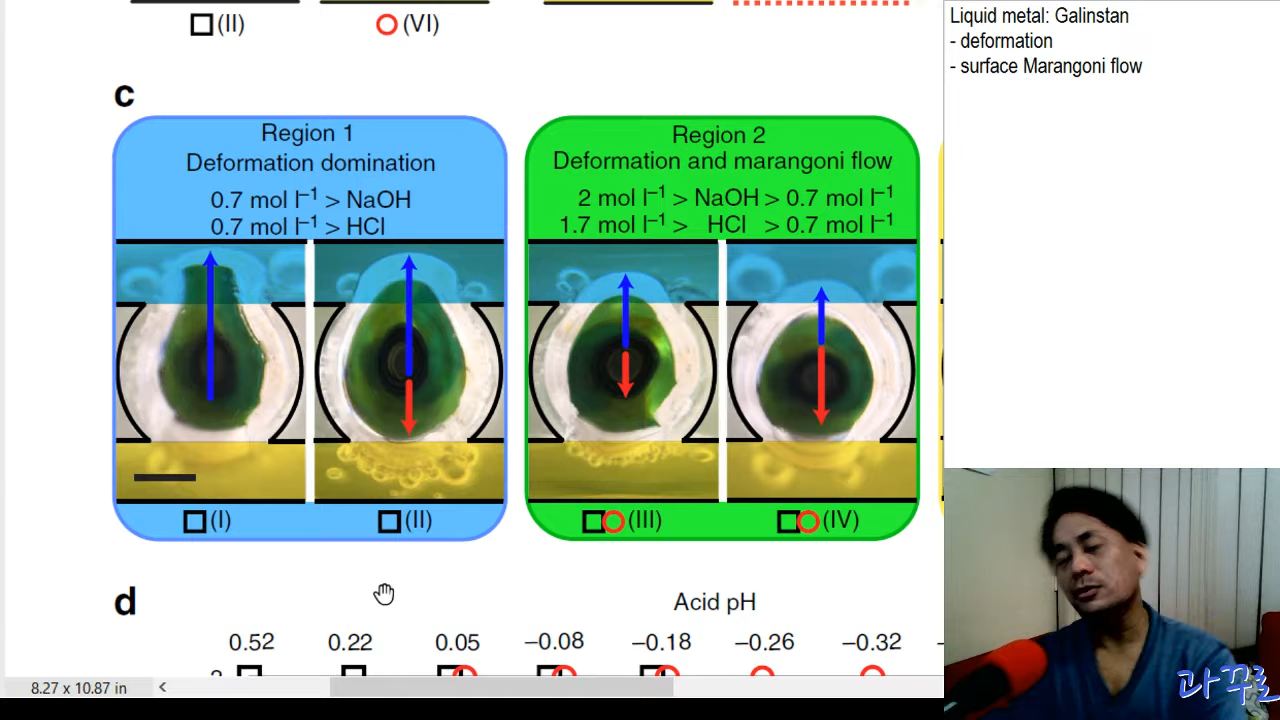 (II) (VI)
Liquid metal: Galinstan
- deformation
- surface Marangoni flow
c
Region 1
Deformation domination
0.7 mol l⁻¹ > NaOH
0.7 mol l⁻¹ > HCl
(I) (II)
Region 2
Deformation and marangoni flow
2 mol l⁻¹ > NaOH > 0.7 mol l⁻¹
1.7 mol l⁻¹ > HCl > 0.7 mol l⁻¹
(III) (IV)
d
Acid pH
0.52 0.22 0.05 −0.08 −0.18 −0.26 −0.32
8.27 x 10.87 in
과꾸로